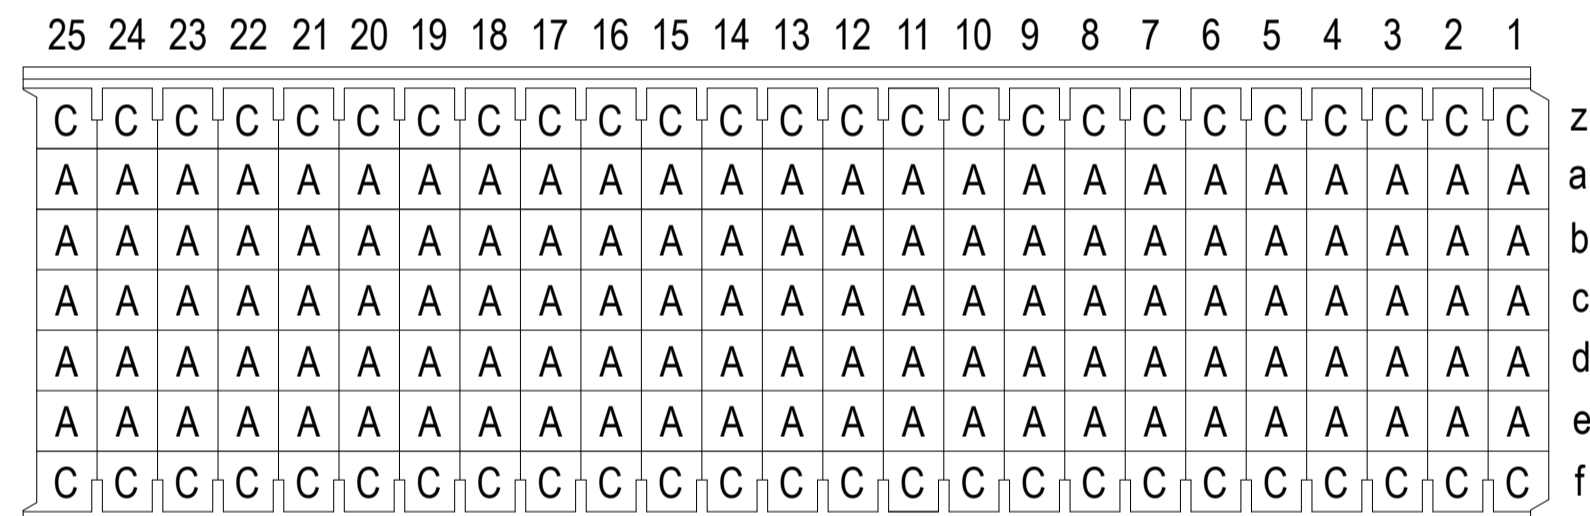 25 24 23 22 21 20 19 18 17 16 15 14 13 12 11 10 9 8 7 6 5 4 3 2 1
C C C C C C C C C C C C C C C C C C C C C C C C C z
A A A A A A A A A A A A A A A A A A A A A A A A A a
A A A A A A A A A A A A A A A A A A A A A A A A A b
A A A A A A A A A A A A A A A A A A A A A A A A A c
A A A A A A A A A A A A A A A A A A A A A A A A A d
A A A A A A A A A A A A A A A A A A A A A A A A A e
C C C C C C C C C C C C C C C C C C C C C C C C C f